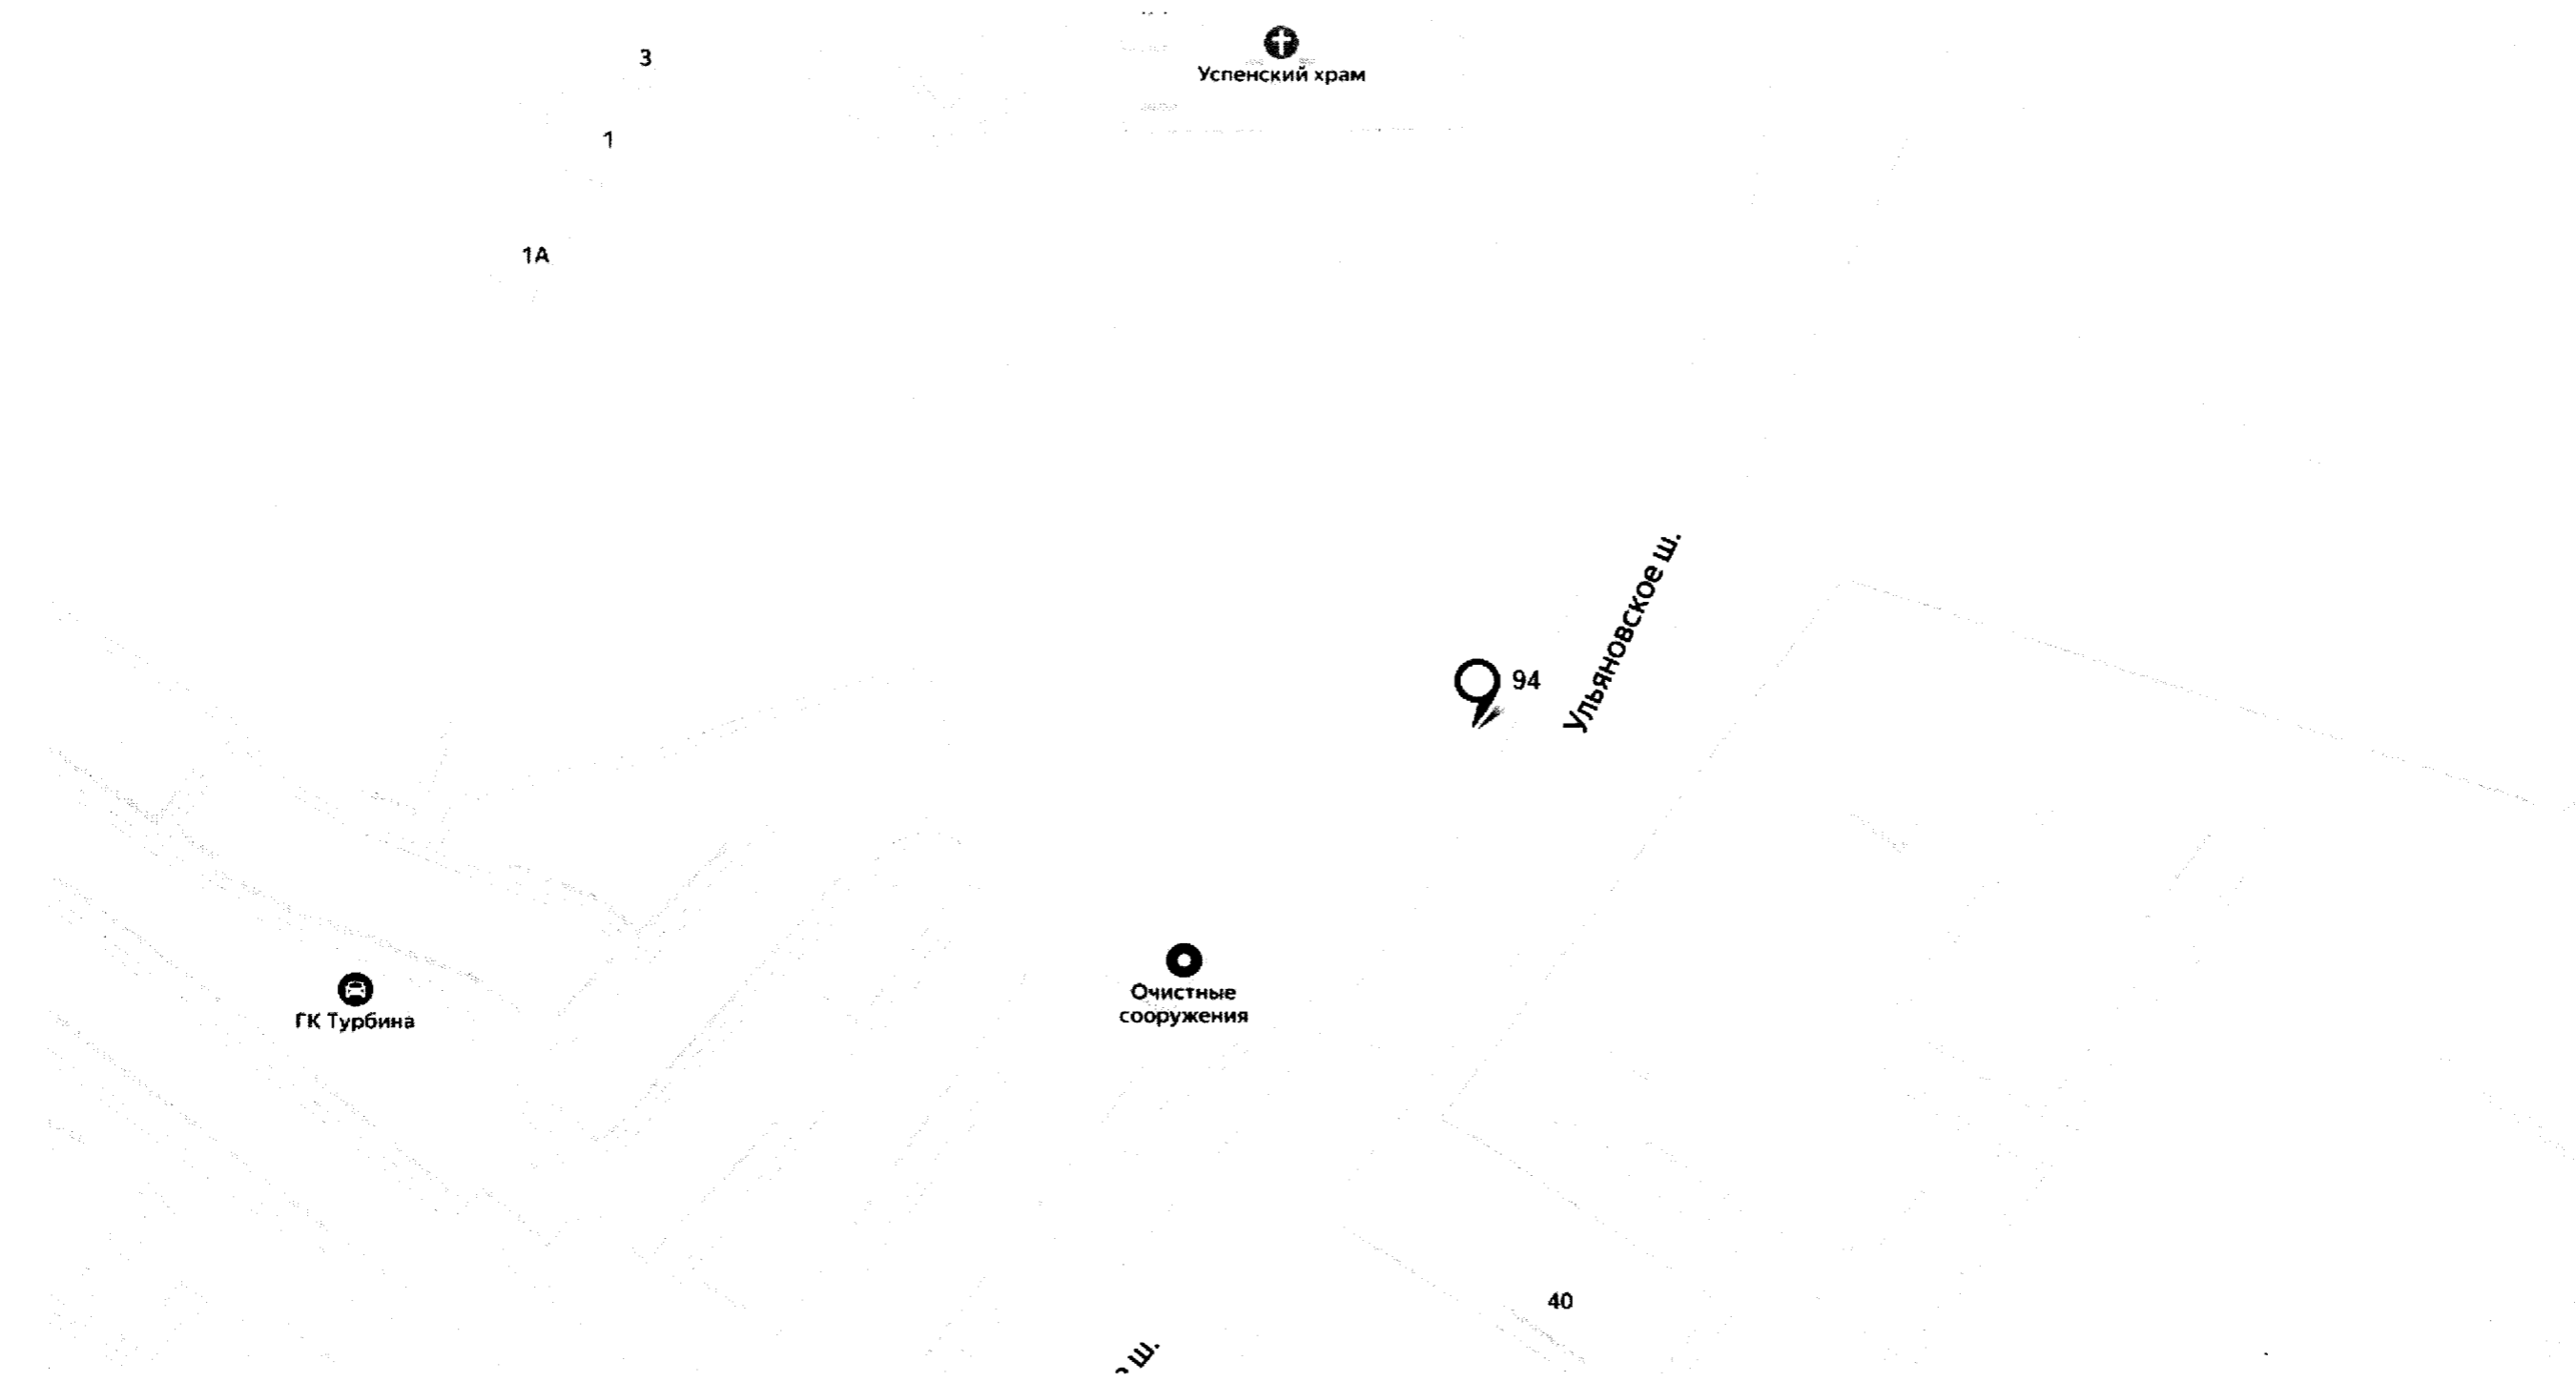 3
Успенский храм
1
1А
Ульяновское ш.
94
Очистные
сооружения
ГК Турбина
40
ш.